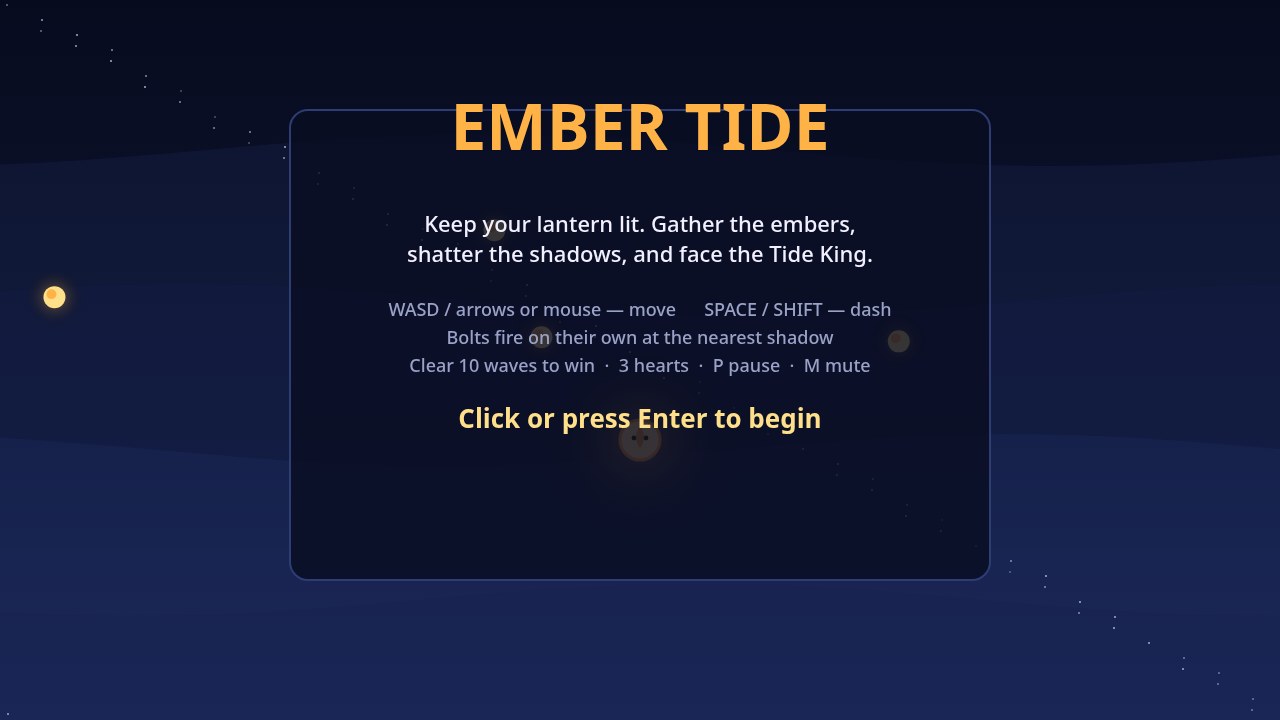 EMBER TIDE
Keep your lantern lit. Gather the embers,
shatter the shadows, and face the Tide King.
WASD / arrows or mouse — move SPACE / SHIFT — dash
Bolts fire on their own at the nearest shadow
Clear 10 waves to win · 3 hearts · P pause · M mute
Click or press Enter to begin